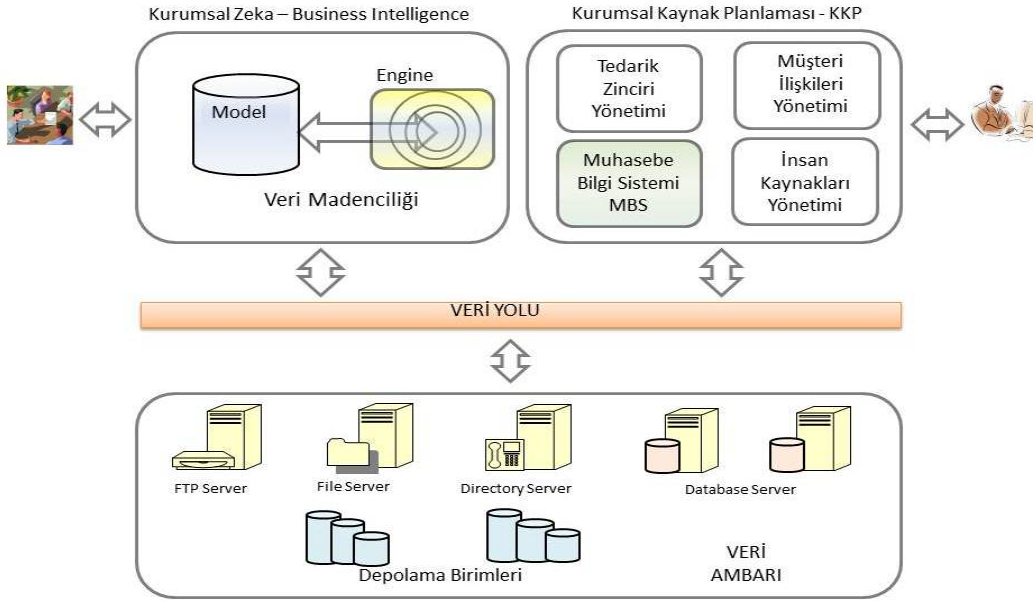 Kurumsal Zeka – Business Intelligence
Kurumsal Kaynak Planlaması - KKP
Model
Engine
Veri Madenciliği
Tedarik
Zinciri
Yönetimi
Müşteri
İlişkileri
Yönetimi
Muhasebe
Bilgi Sistemi
MBS
İnsan
Kaynakları
Yönetimi
VERİ YOLU
FTP Server
File Server
Directory Server
Database Server
Depolama Birimleri
VERİ
AMBARI